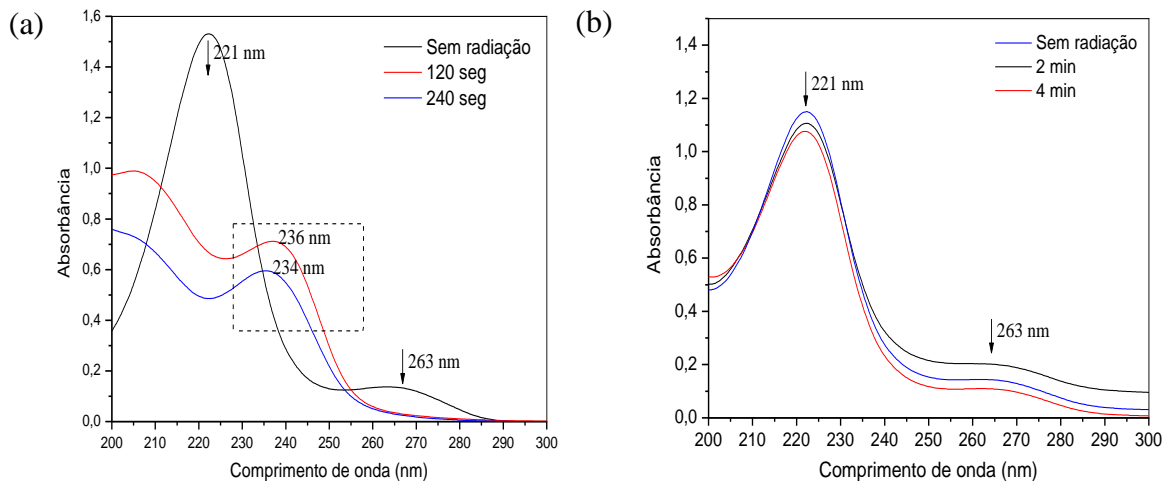 (a)
1,6
1,4
1,2
1,0
0,8
0,6
0,4
0,2
0,0
Absorbância
221 nm
Sem radiação
120 seg
240 seg
236 nm
234 nm
263 nm
200 210 220 230 240 250 260 270 280 290 300
Comprimento de onda (nm)
(b)
1,4
1,2
1,0
0,8
0,6
0,4
0,2
0,0
Absorbância
221 nm
Sem radiação
2 min
4 min
263 nm
200 210 220 230 240 250 260 270 280 290 300
Comprimento de onda (nm)